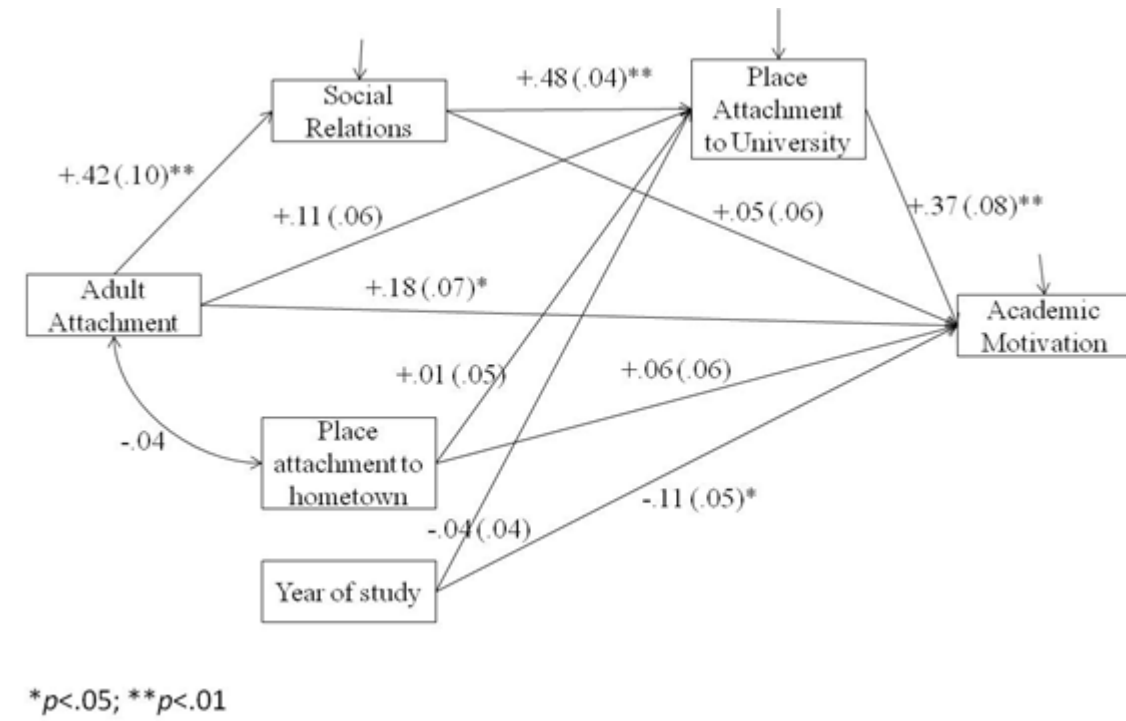 Social
Relations
+.48 (.04)**
Place
Attachment
to University
+.42 (.10)**
+.11 (.06)
+.05 (.06)
+.37 (.08)**
Adult
Attachment
+.18 (.07)*
Academic
Motivation
+.01 (.05)
+.06 (.06)
-.04
Place
attachment to
hometown
-.11 (.05)*
-.04 (.04)
Year of study
*p<.05; **p<.01